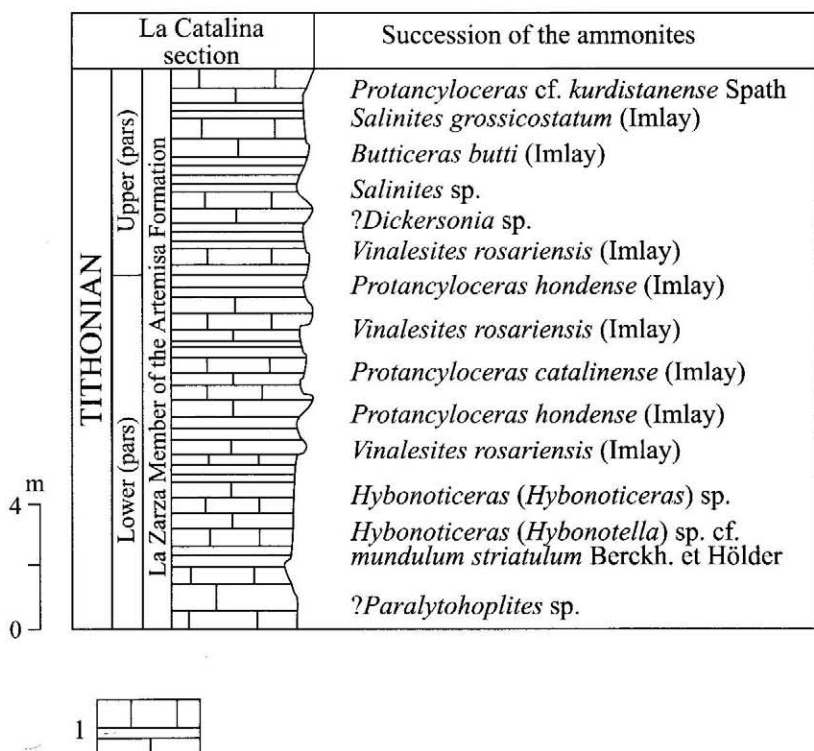 La Catalina
section
Succession of the ammonites
TITHONIAN
Upper (pars)
Lower (pars)
La Zarza Member of the Artemisa Formation
Protancyloceras cf. kurdistanense Spath
Salinites grossicostatum (Imlay)
Butticeras butti (Imlay)
Salinites sp.
?Dickersonia sp.
Vinalesites rosariensis (Imlay)
Protancyloceras hondense (Imlay)
Vinalesites rosariensis (Imlay)
Protancyloceras catalinense (Imlay)
Protancyloceras hondense (Imlay)
Vinalesites rosariensis (Imlay)
Hybonoticeras (Hybonoticeras) sp.
Hybonoticeras (Hybonotella) sp. cf.
mundulum striatulum Berckh. et Hölder
?Paralytohoplites sp.
m
4
0
1